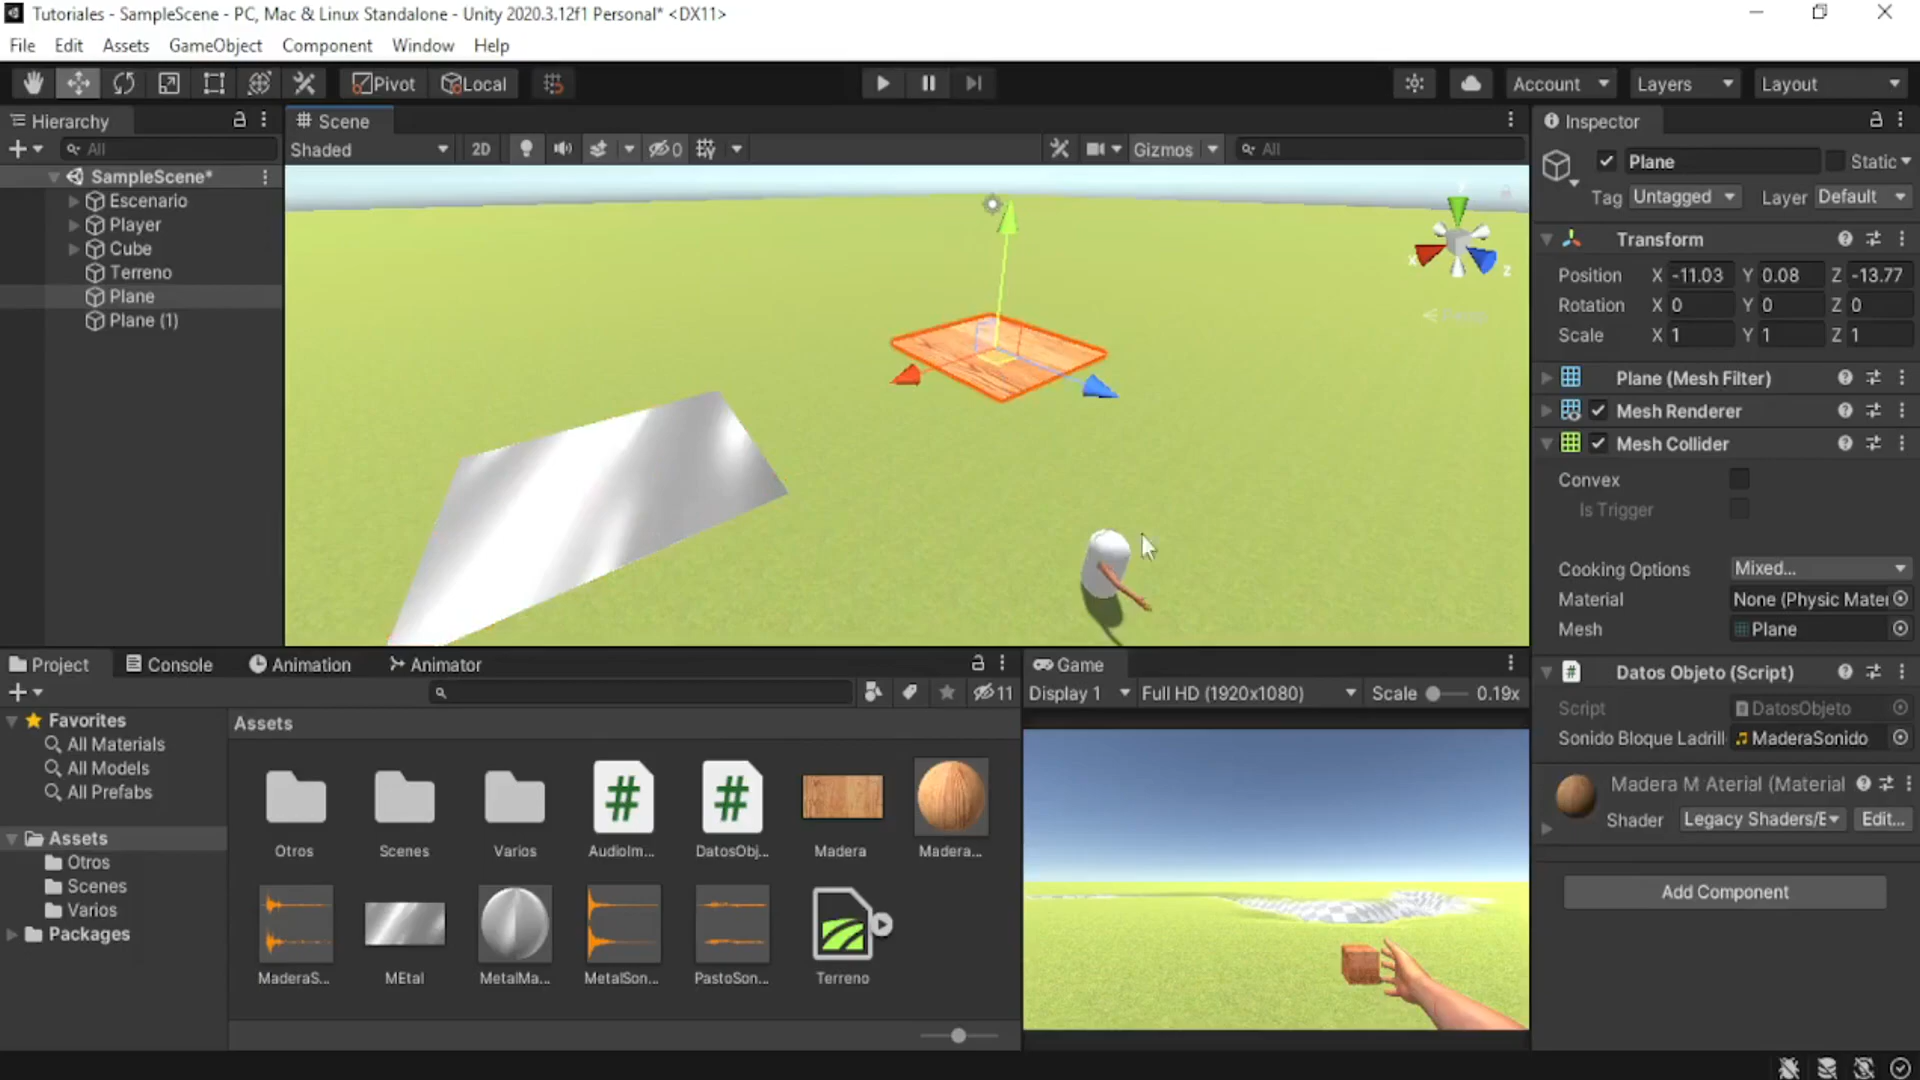 Tutoriales - SampleScene - PC, Mac & Linux Standalone - Unity 2020.3.12f1 Personal* <DX11>
File Edit Assets GameObject Component Window Help
Pivot Local Account Layers Layout
Hierarchy
All
SampleScene*
Escenario
Player
Cube
Terreno
Plane
Plane (1)
Scene
Shaded 2D 0 Gizmos All
X
Z
Inspector
Plane Static
Tag Untagged Layer Default
Transform
Position X -11.03 Y 0.08 Z -13.77
Rotation X 0 Y 0 Z 0
Scale X 1 Y 1 Z 1
Plane (Mesh Filter)
Mesh Renderer
Mesh Collider
Convex
Is Trigger
Cooking Options Mixed...
Material None (Physic Mater
Mesh Plane
Datos Objeto (Script)
Script DatosObjeto
Sonido Bloque Ladrill MaderaSonido
Madera M Aterial (Material
Shader Legacy Shaders/E Edit...
Add Component
Project Console Animation Animator
11
Favorites
All Materials
All Models
All Prefabs
Assets
Otros
Scenes
Varios
Packages
Assets
Otros Scenes Varios AudioIm... DatosObj... Madera Madera...
MaderaS... MEtal MetalMa... MetalSon... PastoSon... Terreno
Game
Display 1 Full HD (1920x1080) Scale 0.19x